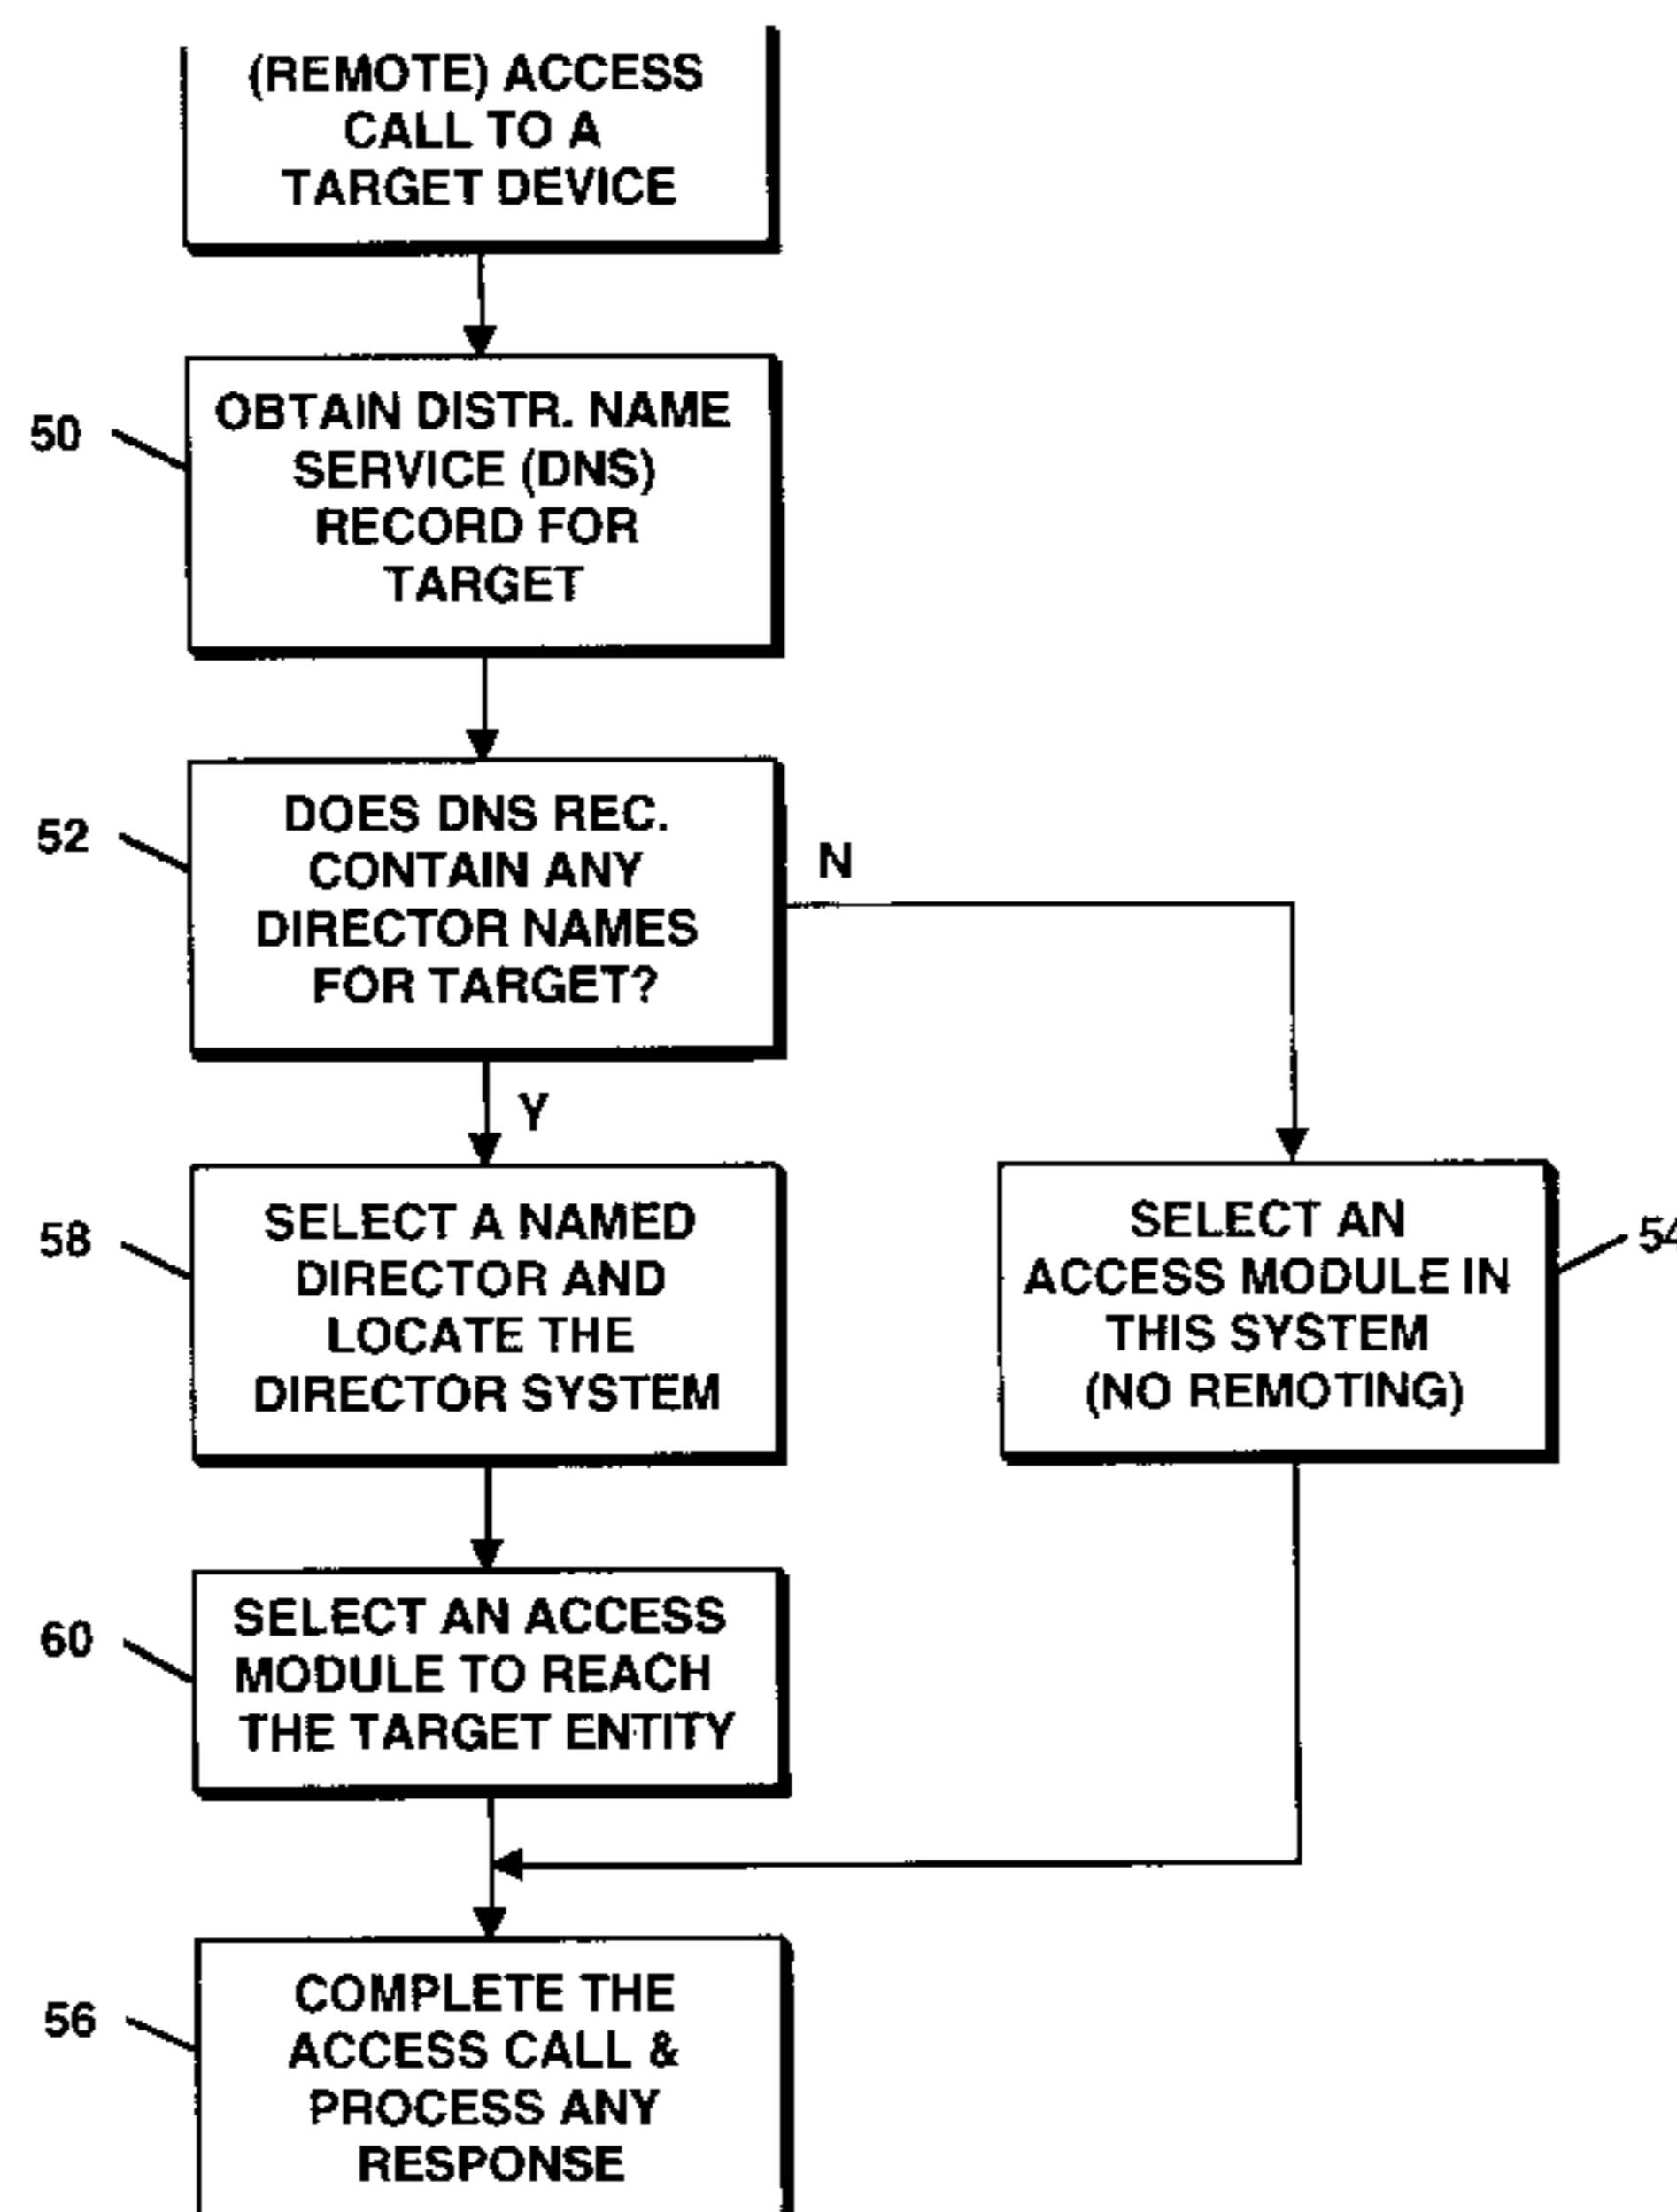 (REMOTE) ACCESS
CALL TO A
TARGET DEVICE
50
OBTAIN DISTR. NAME
SERVICE (DNS)
RECORD FOR
TARGET
52
DOES DNS REC.
CONTAIN ANY
DIRECTOR NAMES
FOR TARGET?
N
Y
58
SELECT A NAMED
DIRECTOR AND
LOCATE THE
DIRECTOR SYSTEM
SELECT AN
ACCESS MODULE IN
THIS SYSTEM
(NO REMOTING)
54
60
SELECT AN ACCESS
MODULE TO REACH
THE TARGET ENTITY
56
COMPLETE THE
ACCESS CALL &
PROCESS ANY
RESPONSE